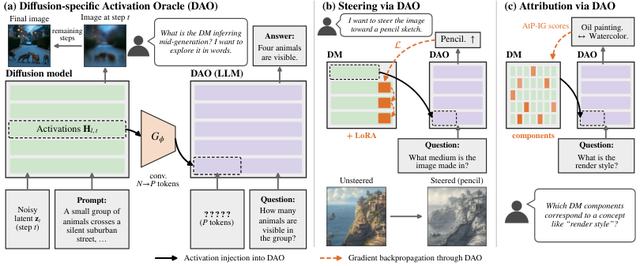 (a) Diffusion-specific Activation Oracle (DAO)
Final image
Image at step t
remaining
steps
What is the DM inferring
mid-generation? I want to
explore it in words.
Answer:
Four animals
are visible.
Diffusion model
DAO (LLM)
Activations H_{l,t}
G_ϕ
conv.
N→P tokens
Noisy
latent z_t
(step t)
Prompt:
A small group of
animals crosses a
silent suburban
street, …
?????
(P tokens)
Question:
How many
animals are
visible in
the group?
(b) Steering via DAO
I want to steer the image
toward a pencil sketch.
ℒ
Pencil. ↑
DM
DAO
+ LoRA
Question:
What medium is the
image made in?
Unsteered
Steered (pencil)
(c) Attribution via DAO
AtP-IG scores
Oil painting.
↔ Watercolor.
DM
DAO
components
Question:
What is the
render style?
Which DM components
correspond to a concept
like “render style”?
Activation injection into DAO
Gradient backpropagation through DAO